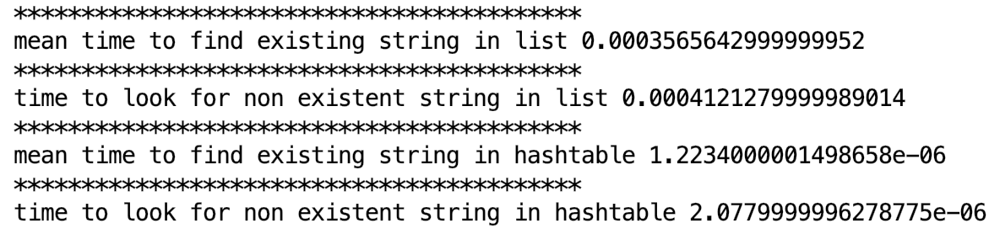 ******************************************
mean time to find existing string in list 0.0003565642999999952
******************************************
time to look for non existent string in list 0.0004121279999989014
******************************************
mean time to find existing string in hashtable 1.2234000001498658e-06
******************************************
time to look for non existent string in hashtable 2.0779999996278775e-06